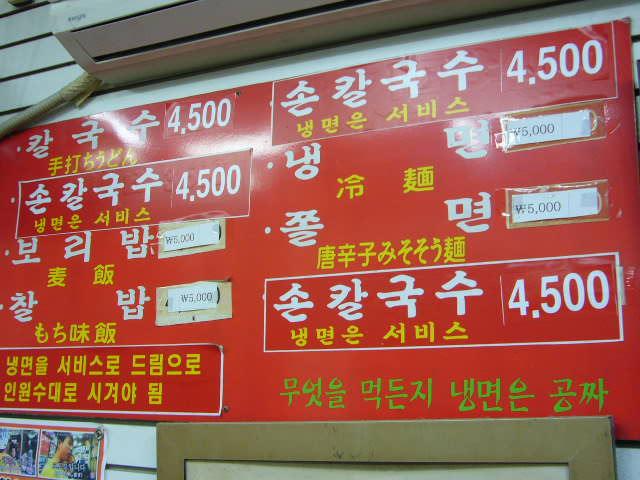 · 칼국수 4,500
手打ちうどん
· 손칼국수 4,500
냉면은 서비스
· 보리밥 ₩5,000
麦飯
· 찰밥 ₩5,000
もち味飯
냉면을 서비스로 드림으로
인원수대로 시겨야 됨
· 손칼국수 4.500
냉면은 서비스
· 냉면 ₩5,000
冷麺
· 쫄면 ₩5,000
唐辛子みそそう麺
· 손칼국수 4.500
냉면은 서비스
무엇을 먹든지 냉면은 공짜